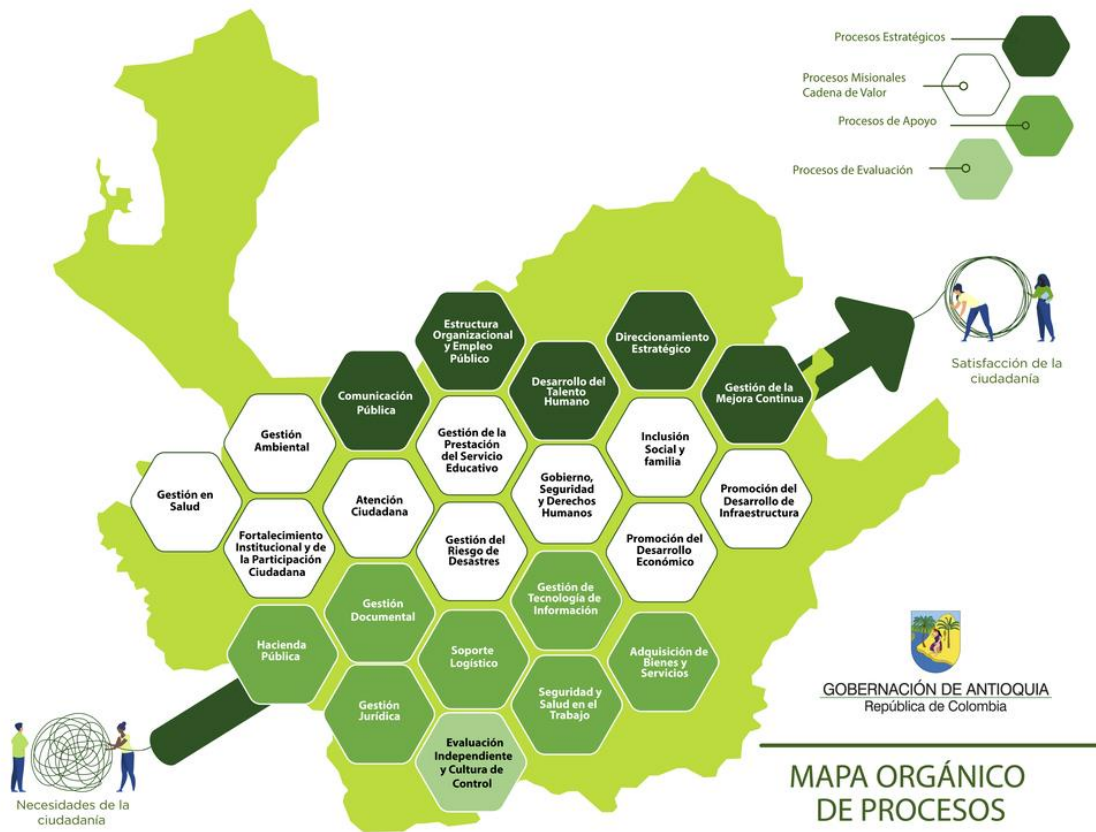 Procesos Estratégicos
Procesos Misionales
Cadena de Valor
Procesos de Apoyo
Procesos de Evaluación
Estructura
Organizacional
y Empleo
Público
Direccionamiento
Estratégico
Comunicación
Pública
Desarrollo del
Talento
Humano
Gestión de la
Mejora Continua
Satisfacción de la
ciudadanía
Gestión
Ambiental
Gestión de la
Prestación
del Servicio
Educativo
Inclusión
Social y
familia
Gestión en
Salud
Atención
Ciudadana
Gobierno,
Seguridad
y Derechos
Humanos
Promoción del
Desarrollo de
Infraestructura
Fortalecimiento
Institucional y de
la Participación
Ciudadana
Gestión del
Riesgo de
Desastres
Promoción del
Desarrollo
Económico
Gestión
Documental
Gestión de
Tecnología de
Información
Hacienda
Pública
Soporte
Logístico
Adquisición de
Bienes y
Servicios
Gestión
Jurídica
Seguridad y
Salud en el
Trabajo
Evaluación
Independiente
y Cultura de
Control
Necesidades de la
ciudadanía
GOBERNACIÓN DE ANTIOQUIA
República de Colombia
MAPA ORGÁNICO
DE PROCESOS